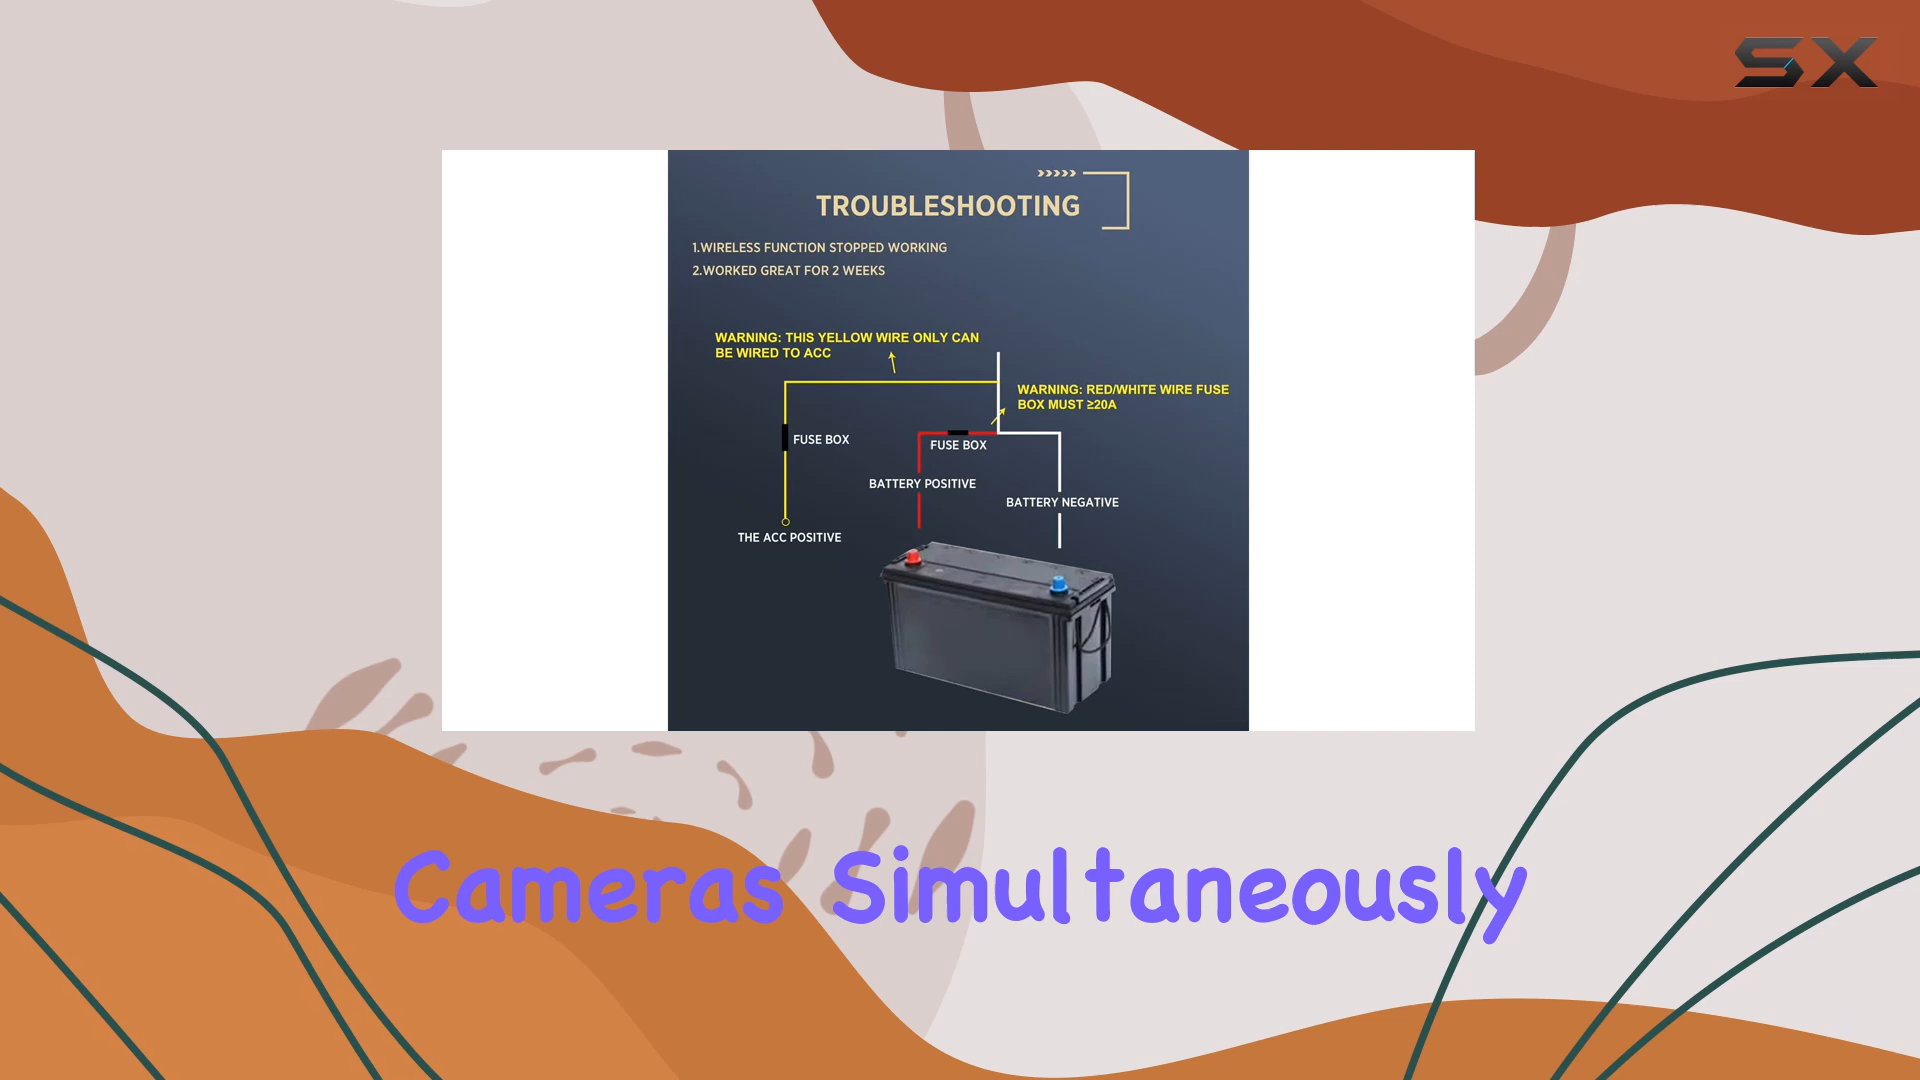 SX
TROUBLESHOOTING
1.WIRELESS FUNCTION STOPPED WORKING
2.WORKED GREAT FOR 2 WEEKS
WARNING: THIS YELLOW WIRE ONLY CAN
BE WIRED TO ACC
WARNING: RED/WHITE WIRE FUSE
BOX MUST ≥20A
FUSE BOX
FUSE BOX
BATTERY POSITIVE
BATTERY NEGATIVE
THE ACC POSITIVE
Cameras Simultaneously